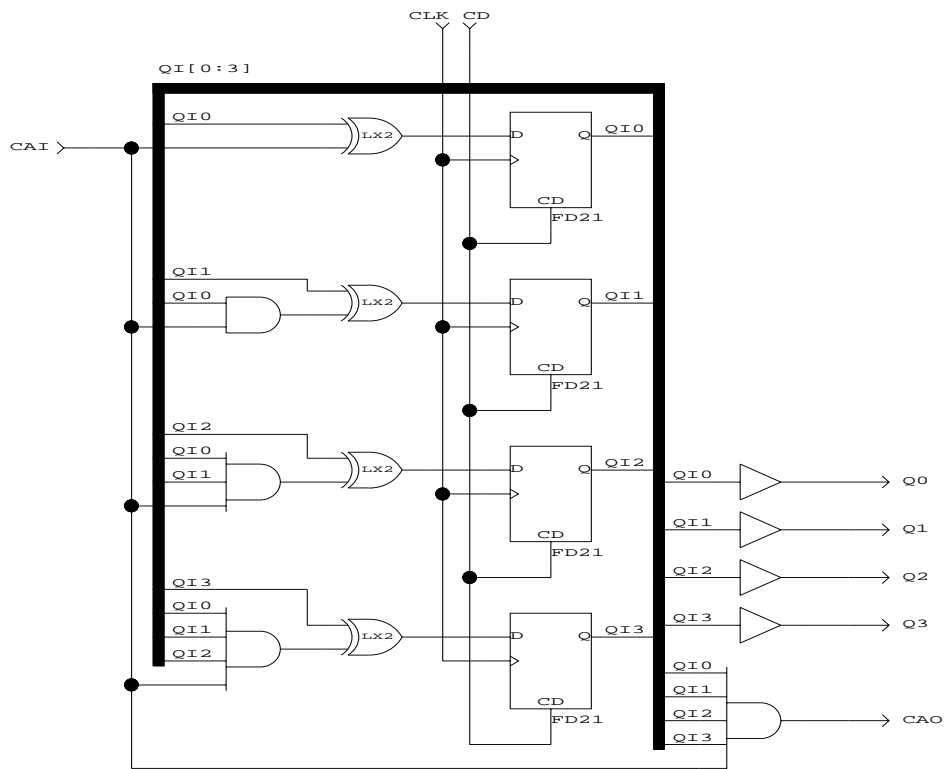 CLK CD
QI[0:3]
QI0
CAI
LX2
D
Q
QI0
CD
FD21
QI1
QI0
LX2
D
Q
QI1
CD
FD21
QI2
QI0
QI1
LX2
D
Q
QI2
CD
FD21
QI0
Q0
QI1
Q1
QI2
Q2
QI3
Q3
QI3
QI0
QI1
QI2
LX2
D
Q
QI3
CD
FD21
QI0
QI1
QI2
QI3
CAO